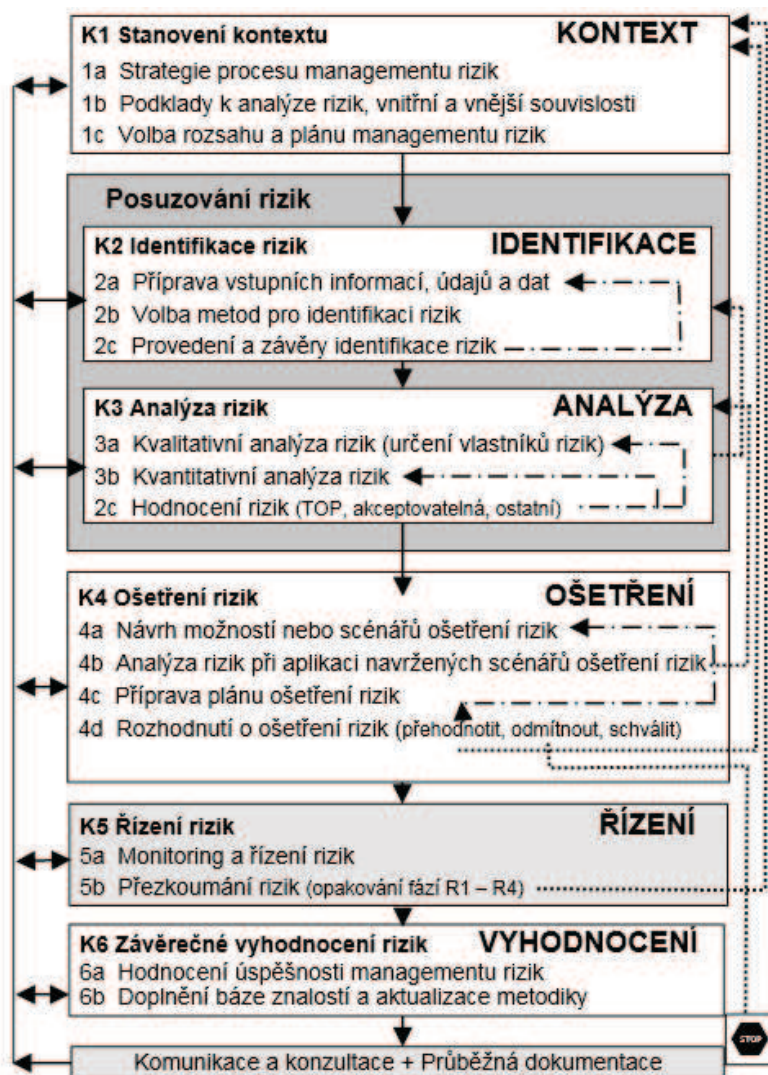 K1 Stanovení kontextu KONTEXT
1a Strategie procesu managementu rizik
1b Podklady k analýze rizik, vnitřní a vnější souvislosti
1c Volba rozsahu a plánu managementu rizik
Posuzování rizik
K2 Identifikace rizik IDENTIFIKACE
2a Příprava vstupních informací, údajů a dat
2b Volba metod pro identifikaci rizik
2c Provedení a závěry identifikace rizik
K3 Analýza rizik ANALÝZA
3a Kvalitativní analýza rizik (určení vlastníků rizik)
3b Kvantitativní analýza rizik
2c Hodnocení rizik (TOP, akceptovatelná, ostatní)
K4 Ošetření rizik OŠETŘENÍ
4a Návrh možností nebo scénářů ošetření rizik
4b Analýza rizik při aplikaci navržených scénářů ošetření rizik
4c Příprava plánu ošetření rizik
4d Rozhodnutí o ošetření rizik (přehodnotit, odmítnout, schválit)
K5 Řízení rizik ŘÍZENÍ
5a Monitoring a řízení rizik
5b Přezkoumání rizik (opakování fází R1 – R4)
K6 Závěrečné vyhodnocení rizik VYHODNOCENÍ
6a Hodnocení úspěšnosti managementu rizik
6b Doplnění báze znalostí a aktualizace metodiky
STOP
Komunikace a konzultace + Průběžná dokumentace